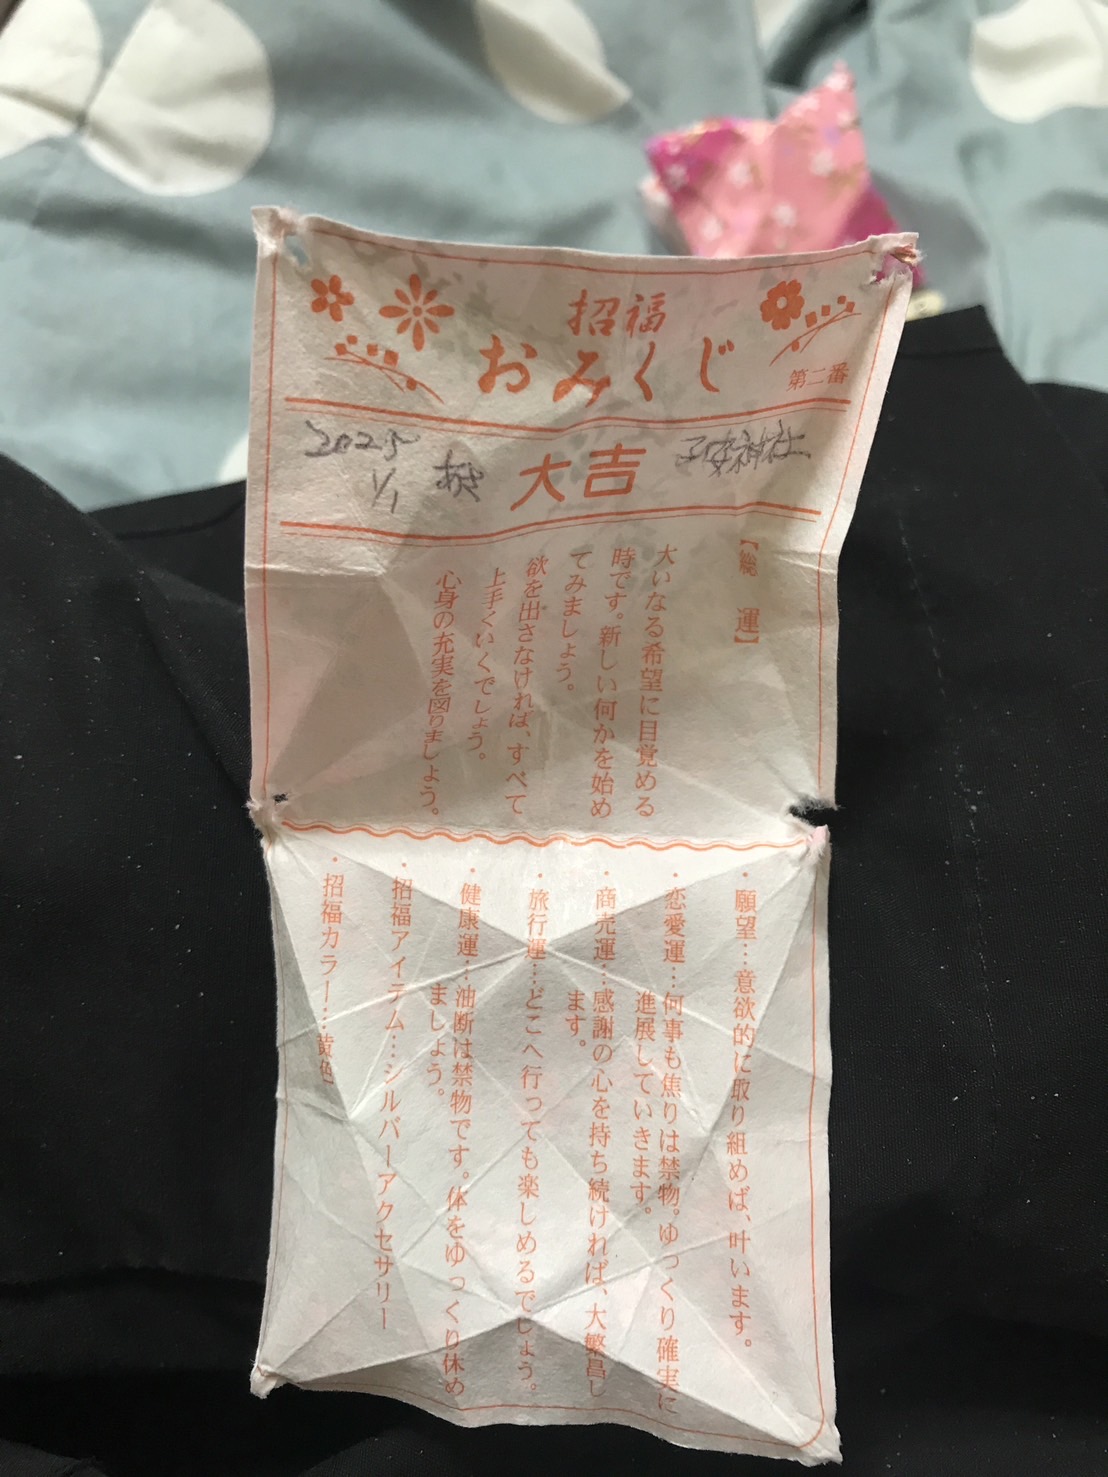 招福
おみくじ
第二番
2025
1/1
大吉
子安神社
【総 運】
大いなる希望に目覚める
時です。新しい何かを始め
てみましょう。
欲を出さなければ、すべて
上手くいくでしょう。
心身の充実を図りましょう。
・願望…意欲的に取り組めば、叶います。
・恋愛運…何事も焦りは禁物。ゆっくり確実に
進展していきます。
・商売運…感謝の心を持ち続ければ、大繁昌し
ます。
・旅行運…どこへ行っても楽しめるでしょう。
・健康運…油断は禁物です。体をゆっくり休め
ましょう。
・招福アイテム…シルバーアクセサリー
・招福カラー…黄色